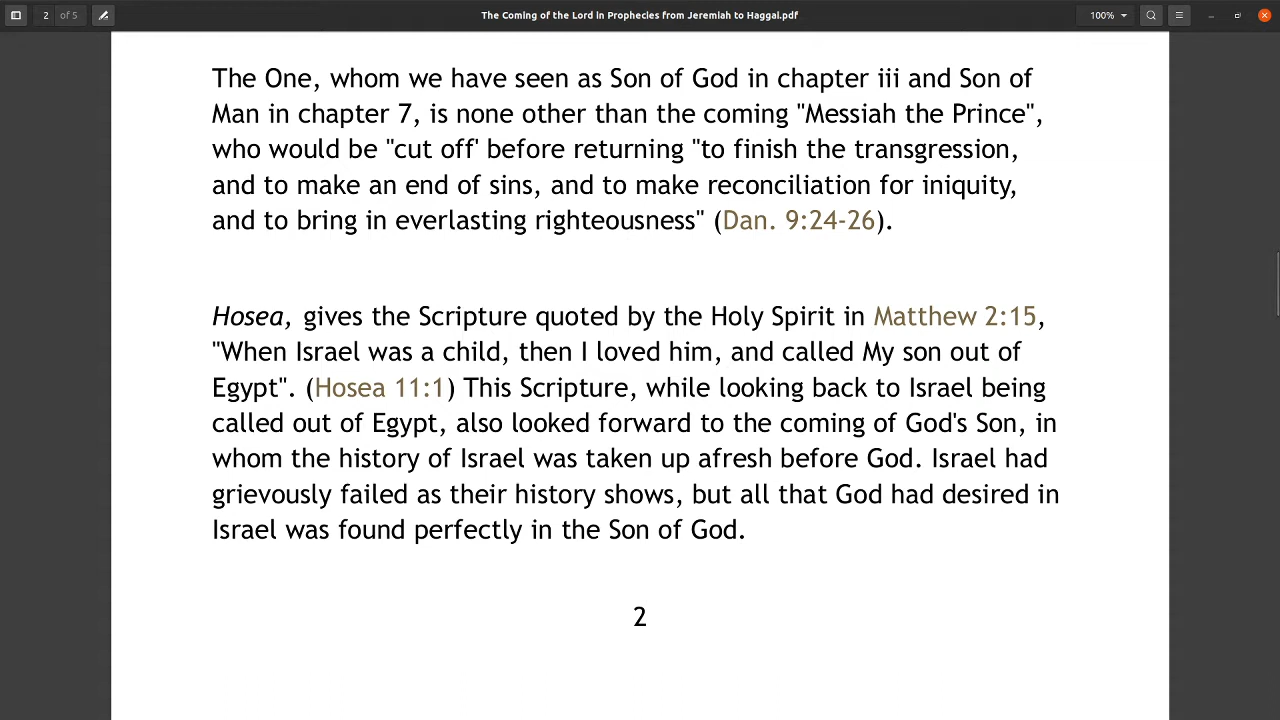 2 of 5
The Coming of the Lord in Prophecies from Jeremiah to Haggai.pdf
100%
The One, whom we have seen as Son of God in chapter iii and Son of
Man in chapter 7, is none other than the coming "Messiah the Prince",
who would be "cut off' before returning "to finish the transgression,
and to make an end of sins, and to make reconciliation for iniquity,
and to bring in everlasting righteousness" (Dan. 9:24-26).
Hosea, gives the Scripture quoted by the Holy Spirit in Matthew 2:15,
"When Israel was a child, then I loved him, and called My son out of
Egypt". (Hosea 11:1) This Scripture, while looking back to Israel being
called out of Egypt, also looked forward to the coming of God's Son, in
whom the history of Israel was taken up afresh before God. Israel had
grievously failed as their history shows, but all that God had desired in
Israel was found perfectly in the Son of God.
2